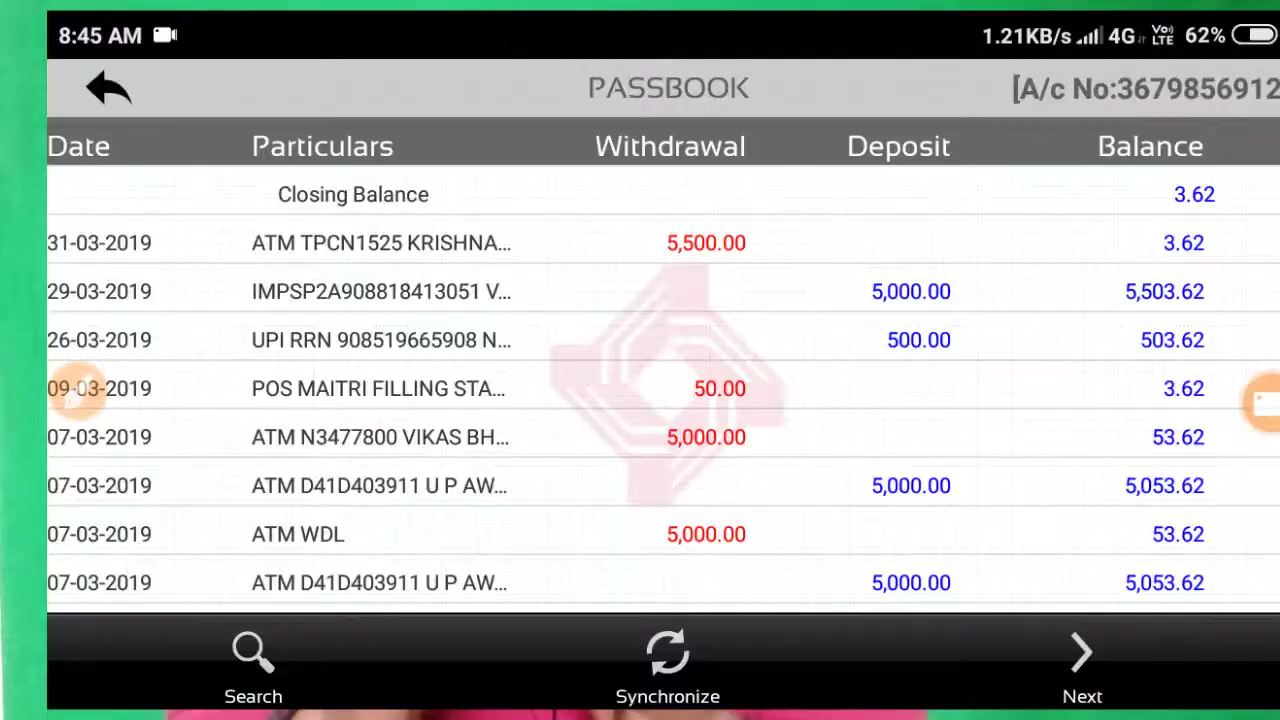 8:45 AM 1.21KB/s 4G Vo) LTE 62%
PASSBOOK [A/c No:3679856912
Date Particulars Withdrawal Deposit Balance
Closing Balance 3.62
31-03-2019 ATM TPCN1525 KRISHNA... 5,500.00 3.62
29-03-2019 IMPSP2A908818413051 V... 5,000.00 5,503.62
26-03-2019 UPI RRN 908519665908 N... 500.00 503.62
09-03-2019 POS MAITRI FILLING STA... 50.00 3.62
07-03-2019 ATM N3477800 VIKAS BH... 5,000.00 53.62
07-03-2019 ATM D41D403911 U P AW... 5,000.00 5,053.62
07-03-2019 ATM WDL 5,000.00 53.62
07-03-2019 ATM D41D403911 U P AW... 5,000.00 5,053.62
Search Synchronize Next